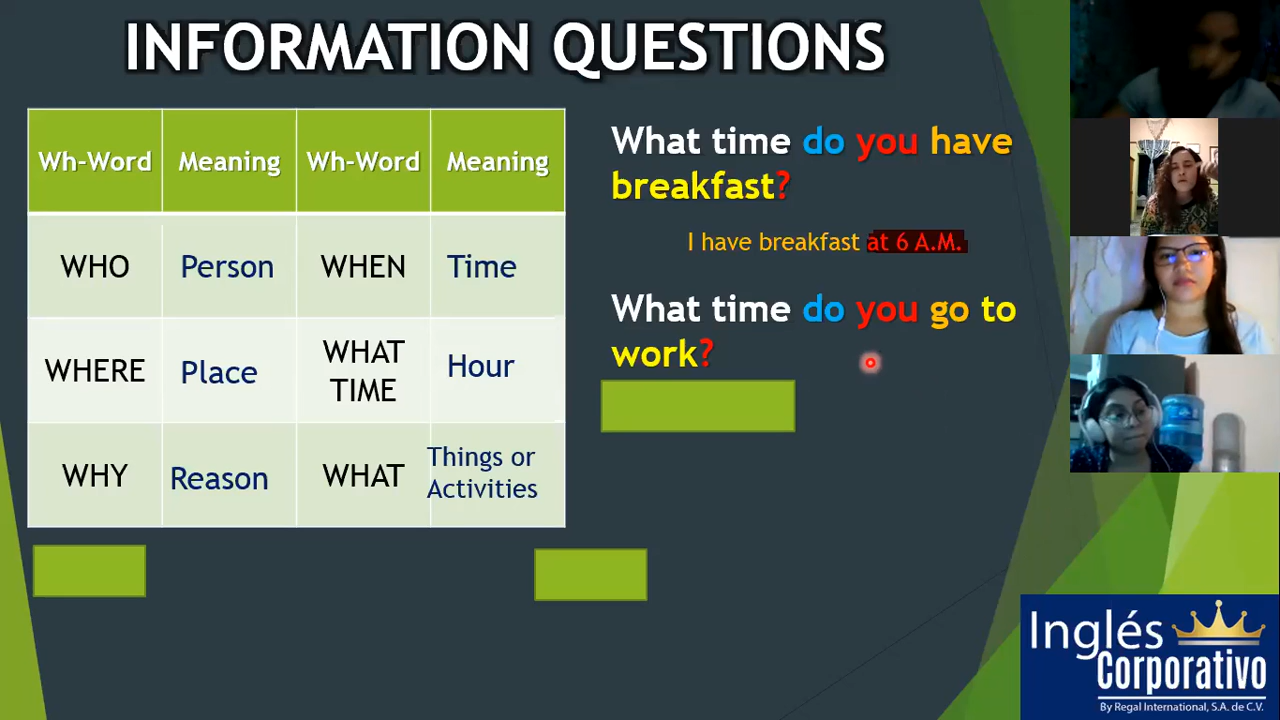 INFORMATION QUESTIONS
Wh-Word Meaning Wh-Word Meaning
WHO Person WHEN Time
WHERE Place WHAT TIME Hour
WHY Reason WHAT Things or Activities
What time do you have
breakfast?
I have breakfast at 6 A.M.
What time do you go to
work?
Inglés
Corporativo
By Regal International, S.A. de C.V.